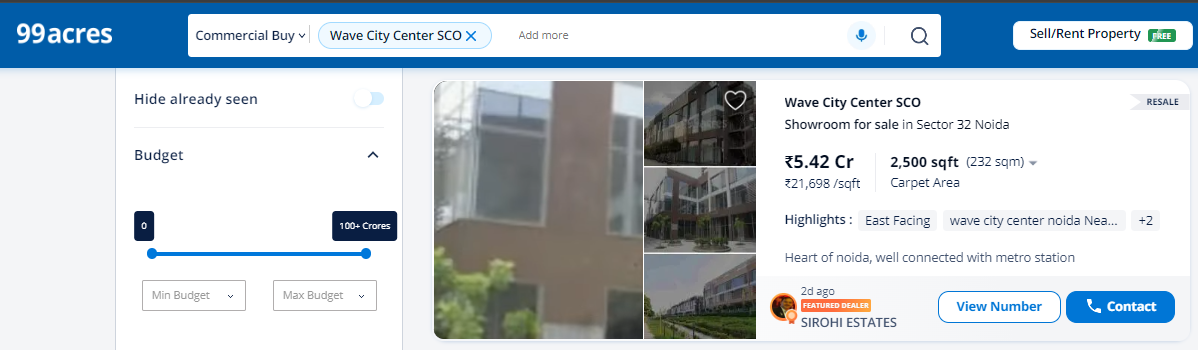 99acres
Commercial Buy
Wave City Center SCO
Add more
Sell/Rent Property FREE
Hide already seen
Budget
0
100+ Crores
Min Budget
Max Budget
Wave City Center SCO
RESALE
Showroom for sale in Sector 32 Noida
₹5.42 Cr
2,500 sqft (232 sqm)
₹21,698 /sqft
Carpet Area
Highlights : East Facing wave city center noida Nea... +2
Heart of noida, well connected with metro station
2d ago
FEATURED DEALER
SIROHI ESTATES
View Number
Contact